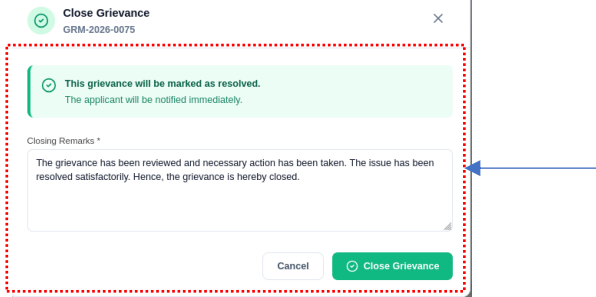 Close Grievance
GRM-2026-0075
This grievance will be marked as resolved.
The applicant will be notified immediately.
Closing Remarks *
The grievance has been reviewed and necessary action has been taken. The issue has been
resolved satisfactorily. Hence, the grievance is hereby closed.
Cancel
Close Grievance